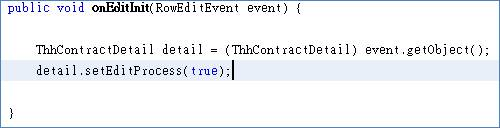 public void onEditInit(RowEditEvent event) {
ThhContractDetail detail = (ThhContractDetail) event.getObject();
detail.setEditProcess(true);
}